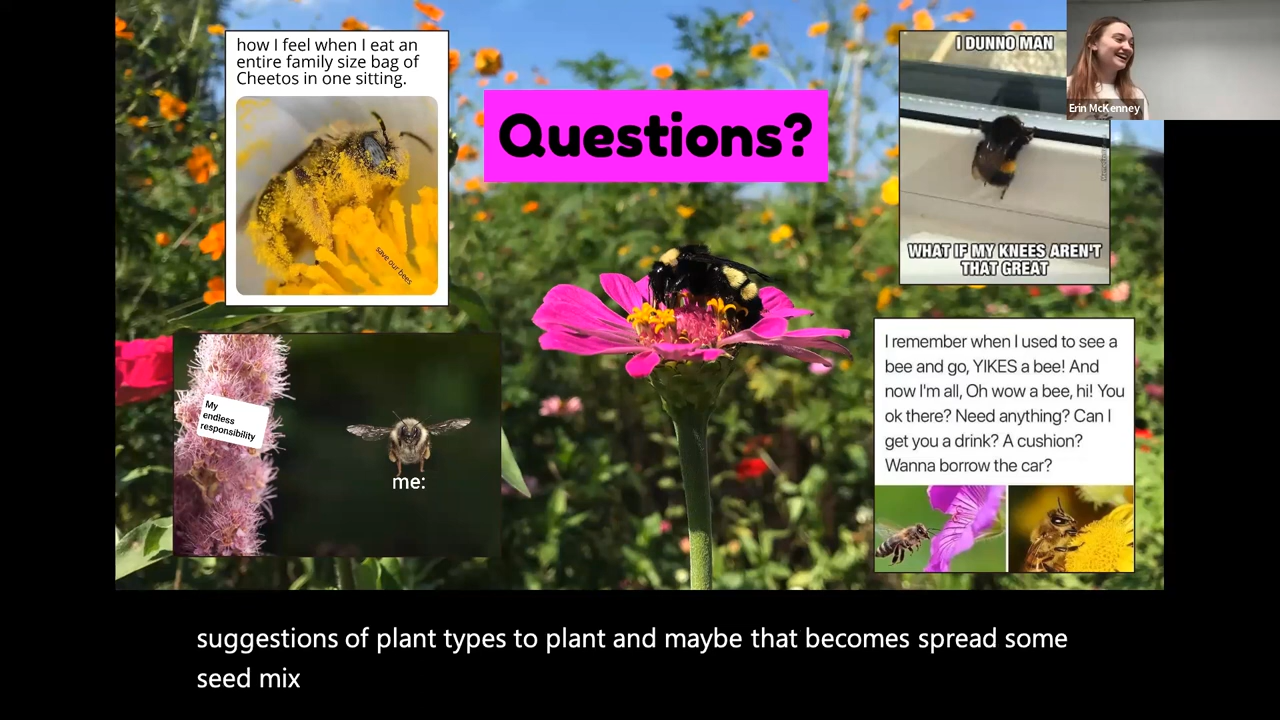 how I feel when I eat an
entire family size bag of
Cheetos in one sitting.
save our bees
Questions?
I DUNNO MAN
WHAT IF MY KNEES AREN'T
THAT GREAT
Erin McKenney
My
endless
responsibility
me:
I remember when I used to see a
bee and go, YIKES a bee! And
now I'm all, Oh wow a bee, hi! You
ok there? Need anything? Can I
get you a drink? A cushion?
Wanna borrow the car?
suggestions of plant types to plant and maybe that becomes spread some
seed mix